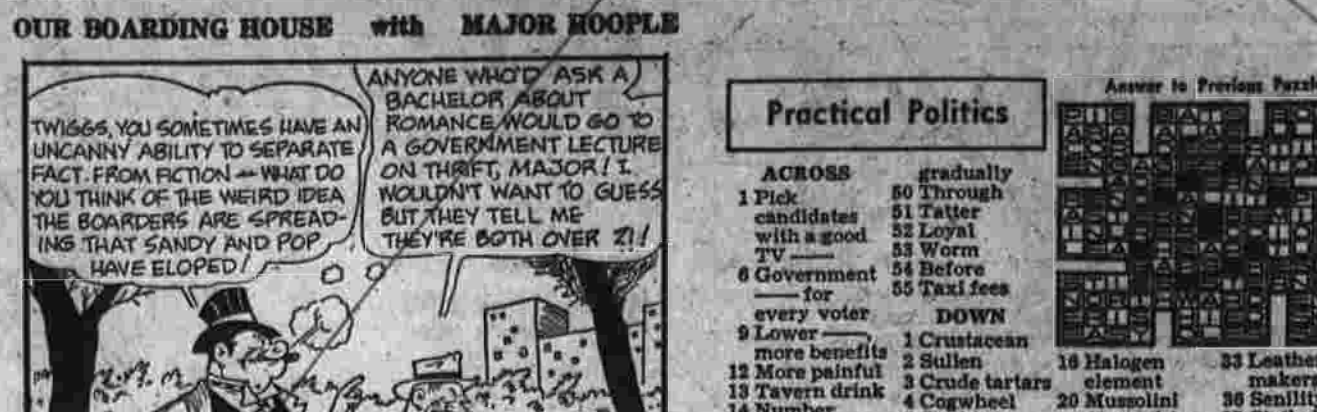 OUR BOARDING HOUSE with MAJOR HOOPLE
TWIGGS, YOU SOMETIMES HAVE AN
UNCANNY ABILITY TO SEPARATE
FACT FROM FICTION — WHAT DO
YOU THINK OF THE WEIRD IDEA
THE BOARDERS ARE SPREAD-
ING THAT SANDY AND POP
HAVE ELOPED!
ANYONE WHO'D ASK A
BACHELOR ABOUT
ROMANCE WOULD GO TO
A GOVERNMENT LECTURE
ON THRIFT, MAJOR! I
WOULDN'T WANT TO GUESS
BUT THEY TELL ME
THEY'RE BOTH OVER 21!
Practical Politics
ACROSS
1 Pick
candidates
with a good
TV ——
6 Government
—— for
every voter
9 Lower ——,
more benefits
12 More painful
13 Tavern drink
14 Number
gradually
50 Through
51 Tatter
52 Loyal
53 Worm
54 Before
55 Taxi fees
DOWN
1 Crustacean
2 Sullen
3 Crude tartars
4 Cogwheel
Answer to Previous Puzzle
16 Halogen
element
20 Mussolini
33 Leather
makers
36 Senility